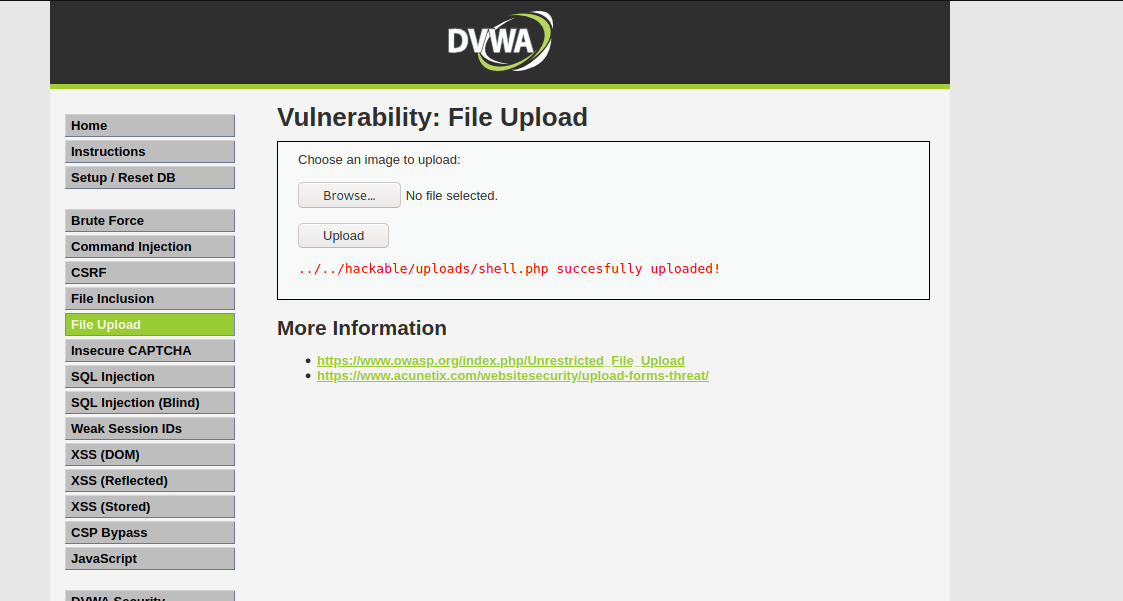 DVWA
Home
Instructions
Setup / Reset DB
Brute Force
Command Injection
CSRF
File Inclusion
File Upload
Insecure CAPTCHA
SQL Injection
SQL Injection (Blind)
Weak Session IDs
XSS (DOM)
XSS (Reflected)
XSS (Stored)
CSP Bypass
JavaScript
DVWA Security
Vulnerability: File Upload
Choose an image to upload:
Browse... No file selected.
Upload
../../hackable/uploads/shell.php succesfully uploaded!
More Information
https://www.owasp.org/index.php/Unrestricted_File_Upload
https://www.acunetix.com/websitesecurity/upload-forms-threat/